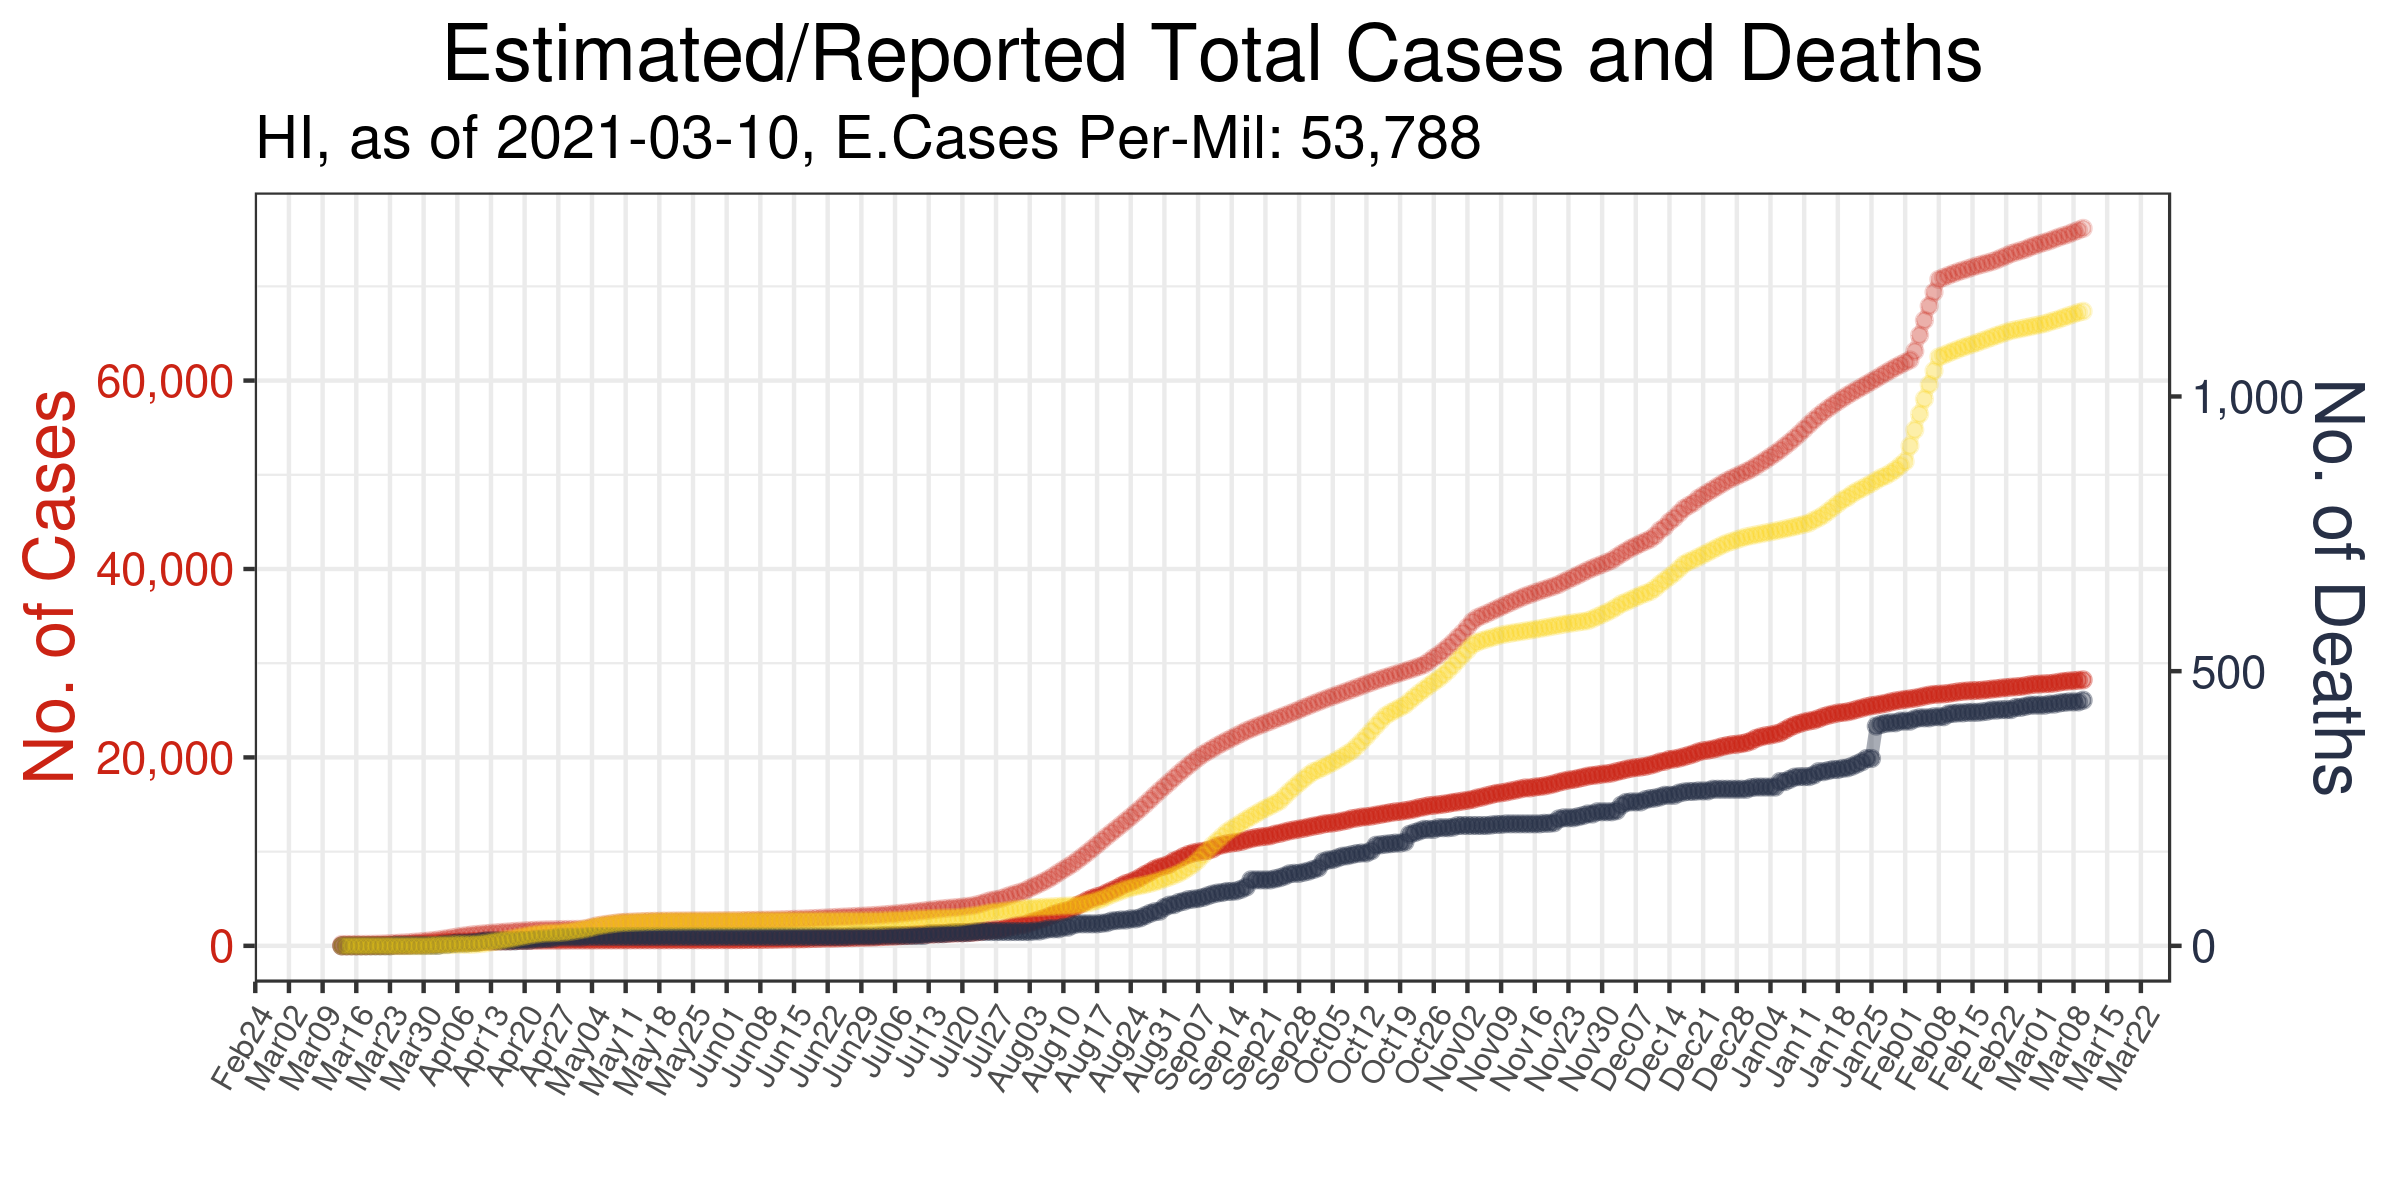 Estimated/Reported Total Cases and Deaths
HI, as of 2021-03-10, E.Cases Per-Mil: 53,788
No. of Cases
60,000
40,000
20,000
0
1,000
500
0
No. of Deaths
Feb24
Mar02
Mar09
Mar16
Mar23
Mar30
Apr06
Apr13
Apr20
Apr27
May04
May11
May18
May25
Jun01
Jun08
Jun15
Jun22
Jun29
Jul06
Jul13
Jul20
Jul27
Aug03
Aug10
Aug17
Aug24
Aug31
Sep07
Sep14
Sep21
Sep28
Oct05
Oct12
Oct19
Oct26
Nov02
Nov09
Nov16
Nov23
Nov30
Dec07
Dec14
Dec21
Dec28
Jan04
Jan11
Jan18
Jan25
Feb01
Feb08
Feb15
Feb22
Mar01
Mar08
Mar15
Mar22